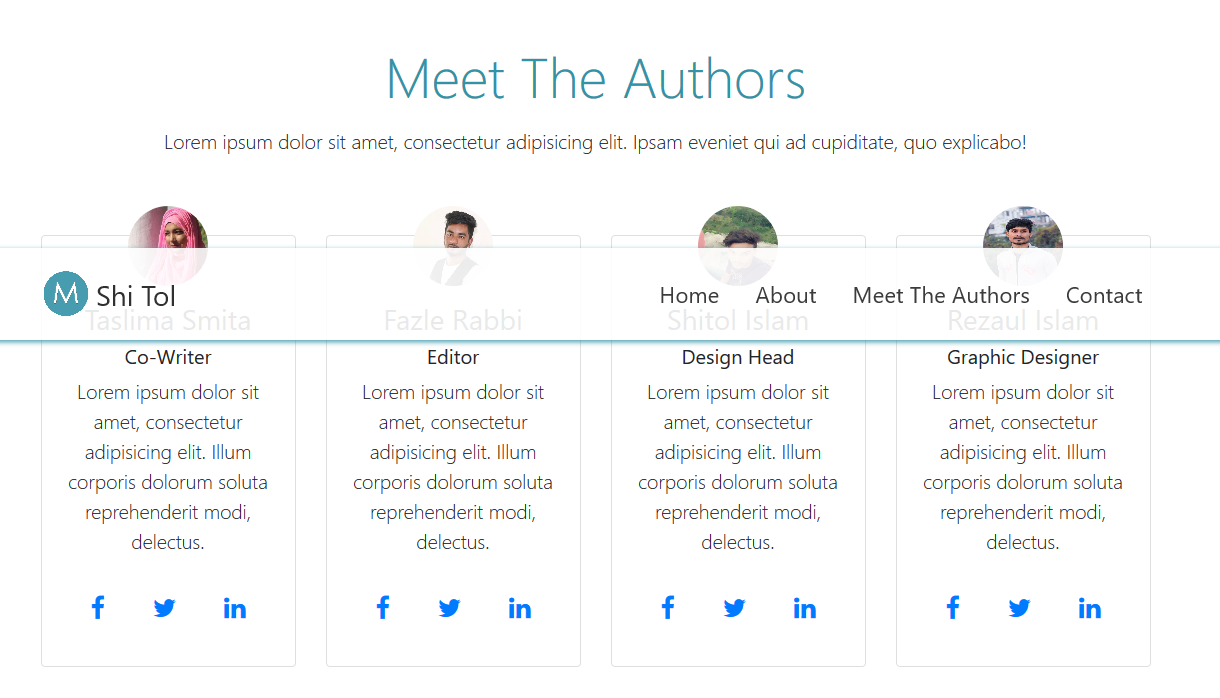 Meet The Authors
Lorem ipsum dolor sit amet, consectetur adipisicing elit. Ipsam eveniet qui ad cupiditate, quo explicabo!
M Shi Tol
Home About Meet The Authors Contact
Taslima Smita
Co-Writer
Lorem ipsum dolor sit
amet, consectetur
adipisicing elit. Illum
corporis dolorum soluta
reprehenderit modi,
delectus.
Fazle Rabbi
Editor
Lorem ipsum dolor sit
amet, consectetur
adipisicing elit. Illum
corporis dolorum soluta
reprehenderit modi,
delectus.
Shitol Islam
Design Head
Lorem ipsum dolor sit
amet, consectetur
adipisicing elit. Illum
corporis dolorum soluta
reprehenderit modi,
delectus.
Rezaul Islam
Graphic Designer
Lorem ipsum dolor sit
amet, consectetur
adipisicing elit. Illum
corporis dolorum soluta
reprehenderit modi,
delectus.